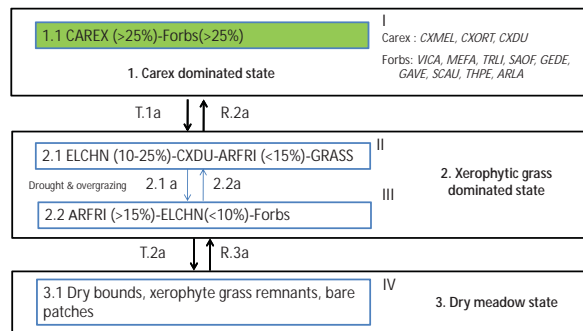 I
1.1 CAREX (>25%)-Forbs(>25%)
Carex : CXMEL, CXORT, CXDU
Forbs: VICA, MEFA, TRLI, SAOF, GEDE,
GAVE, SCAU, THPE, ARLA
1. Carex dominated state
T.1a
R.2a
II
2.1 ELCHN (10-25%)-CXDU-ARFRI (<15%)-GRASS
2. Xerophytic grass
dominated state
Drought & overgrazing
2.1 a
2.2a
III
2.2 ARFRI (>15%)-ELCHN(<10%)-Forbs
T.2a
R.3a
IV
3.1 Dry bounds, xerophyte grass remnants, bare
patches
3. Dry meadow state